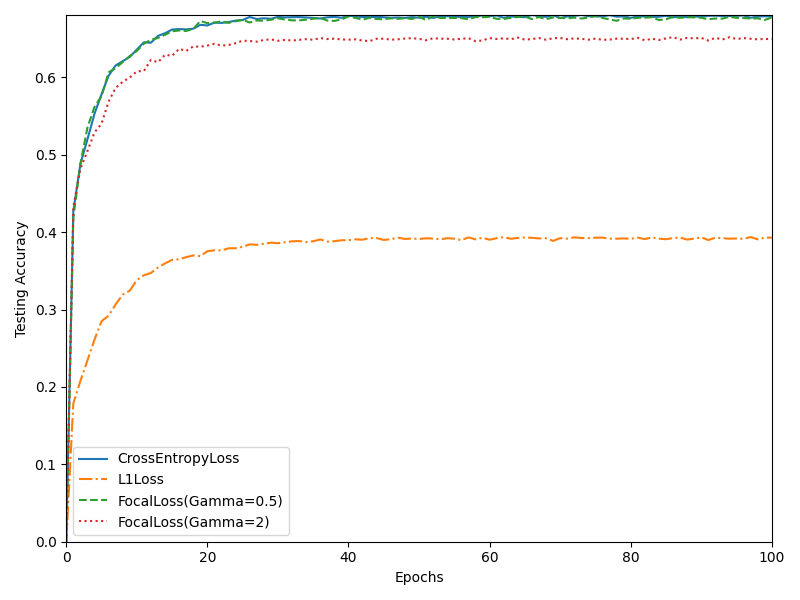 0.6
0.5
0.4
0.3
0.2
0.1
0.0
Testing Accuracy
CrossEntropyLoss
L1Loss
FocalLoss(Gamma=0.5)
FocalLoss(Gamma=2)
0 20 40 60 80 100
Epochs